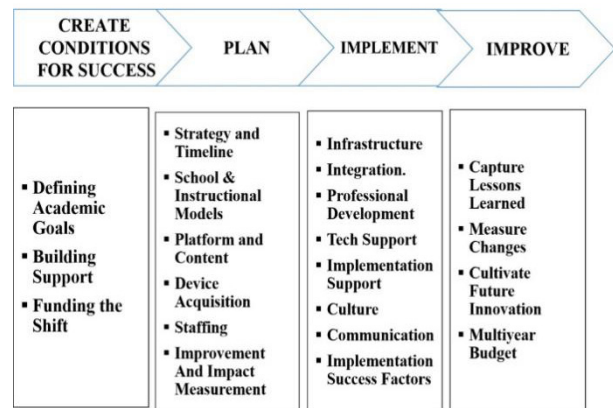 CREATE
CONDITIONS
FOR SUCCESS
PLAN
IMPLEMENT
IMPROVE
▪ Defining
Academic
Goals
▪ Building
Support
▪ Funding the
Shift
▪ Strategy and
Timeline
▪ School &
Instructional
Models
▪ Platform and
Content
▪ Device
Acquisition
▪ Staffing
▪ Improvement
And Impact
Measurement
▪ Infrastructure
▪ Integration.
▪ Professional
Development
▪ Tech Support
▪ Implementation
Support
▪ Culture
▪ Communication
▪ Implementation
Success Factors
▪ Capture
Lessons
Learned
▪ Measure
Changes
▪ Cultivate
Future
Innovation
▪ Multiyear
Budget